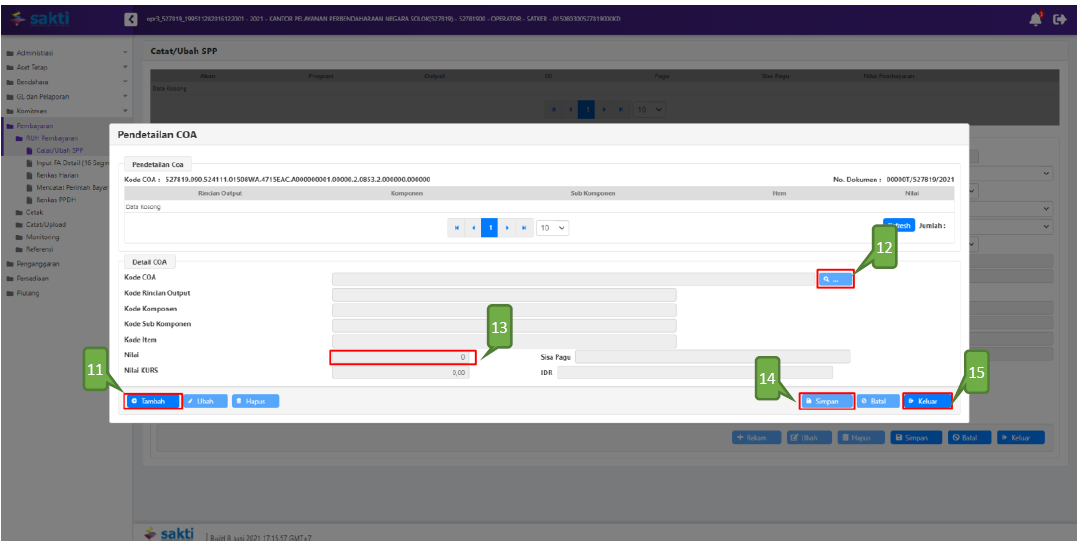 sakti
opr3_527819_199511282016122001 - 2021 - KANTOR PELAYANAN PERBENDAHARAAN NEGARA SOLOK(527819) - 52781900 - OPERATOR - SATKER - 015080300527819000KD
Administrasi
Aset Tetap
Bendahara
GL dan Pelaporan
Komitmen
Pembayaran
RUH Pembayaran
Catat/Ubah SPP
Input FA Detail (16 Segm
Berkas Harian
Mencatat Perintah Bayar
Berkas PPDH
Cetak
Catat/Upload
Monitoring
Referensi
Penganggaran
Persediaan
Piutang
Catat/Ubah SPP
Akun Program Output Pagu Sisa Pagu Nilai Pembayaran
Data Kosong
1 10
Pendetailan COA
Pendetailan Coa
Kode COA : 527819.090.524111.01508WA.4715EAC.A000000001.00000.2.0853.2.000000.000000 No. Dokumen : 00000T/527819/2021
Rincian Output Komponen Sub Komponen Item Nilai
Data Kosong
1 10 Refresh Jumlah :
12
Detail COA
Kode COA ...
Kode Rincian Output
Kode Komponen
Kode Sub Komponen
13
Kode Item
Nilai 0 Sisa Pagu
Nilai KURS 0,00 IDR
11
14
15
Tambah Ubah Hapus Simpan Batal Keluar
Rekam Ubah Hapus Simpan Batal Keluar
sakti Build 8 Juni 2021 17:15:57 GMT+7